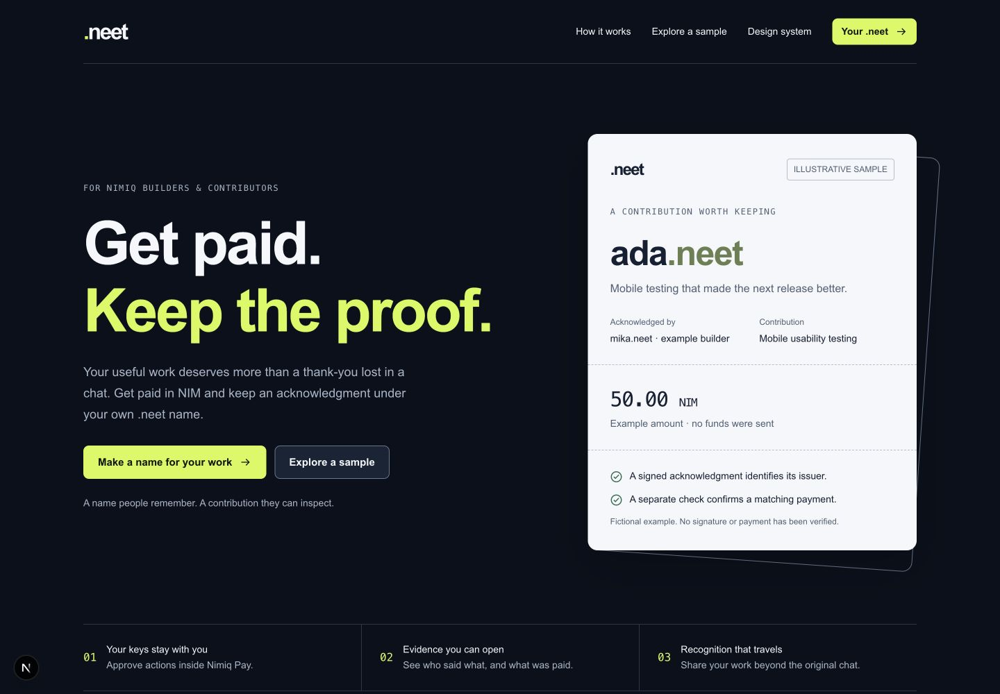 .neet
How it works
Explore a sample
Design system
Your .neet →
FOR NIMIQ BUILDERS & CONTRIBUTORS
Get paid.
Keep the proof.
Your useful work deserves more than a thank-you lost in a
chat. Get paid in NIM and keep an acknowledgment under
your own .neet name.
Make a name for your work →
Explore a sample
A name people remember. A contribution they can inspect.
.neet
ILLUSTRATIVE SAMPLE
A CONTRIBUTION WORTH KEEPING
ada.neet
Mobile testing that made the next release better.
Acknowledged by
mika.neet · example builder
Contribution
Mobile usability testing
50.00 NIM
Example amount · no funds were sent
A signed acknowledgment identifies its issuer.
A separate check confirms a matching payment.
Fictional example. No signature or payment has been verified.
01
Your keys stay with you
Approve actions inside Nimiq Pay.
02
Evidence you can open
See who said what, and what was paid.
03
Recognition that travels
Share your work beyond the original chat.
N